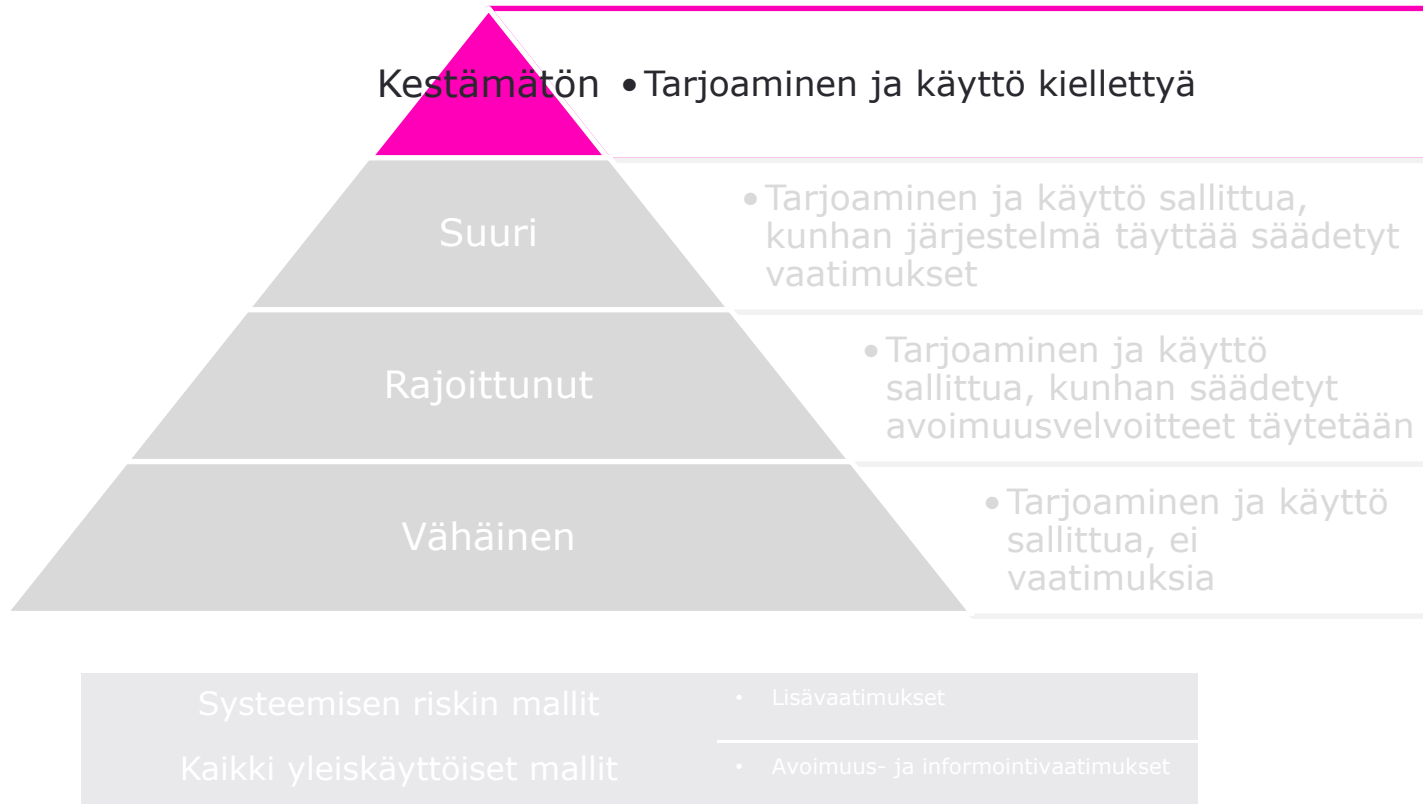 Kestämätön
• Tarjoaminen ja käyttö kiellettyä
Suuri
• Tarjoaminen ja käyttö sallittua,
kunhan järjestelmä täyttää säädetyt
vaatimukset
Rajoittunut
• Tarjoaminen ja käyttö
sallittua, kunhan säädetyt
avoimuusvelvoitteet täytetään
Vähäinen
• Tarjoaminen ja käyttö
sallittua, ei
vaatimuksia
Systeemisen riskin mallit
• Lisävaatimukset
Kaikki yleiskäyttöiset mallit
• Avoimuus- ja informointivaatimukset